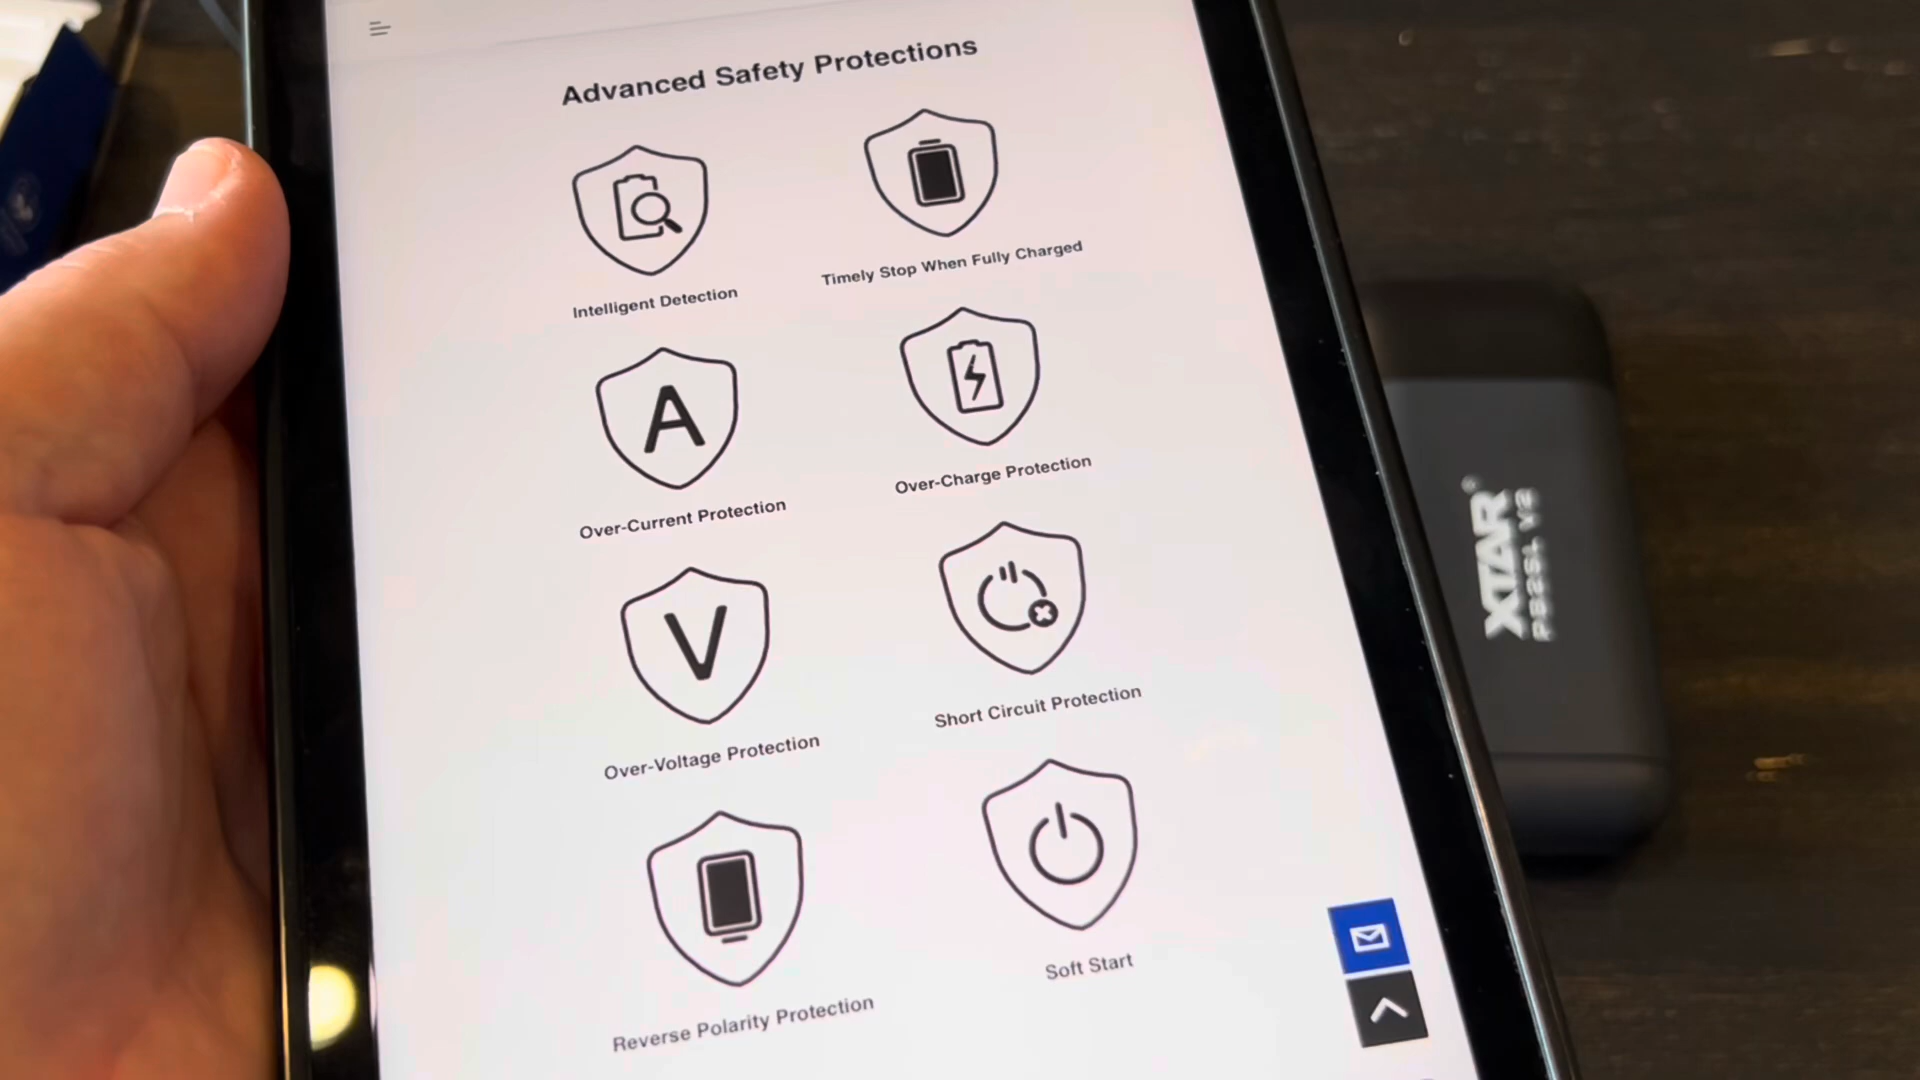 Advanced Safety Protections
Intelligent Detection
Timely Stop When Fully Charged
A
Over-Current Protection
Over-Charge Protection
V
Over-Voltage Protection
Short Circuit Protection
Reverse Polarity Protection
Soft Start
XTAR®
PB2SL V2